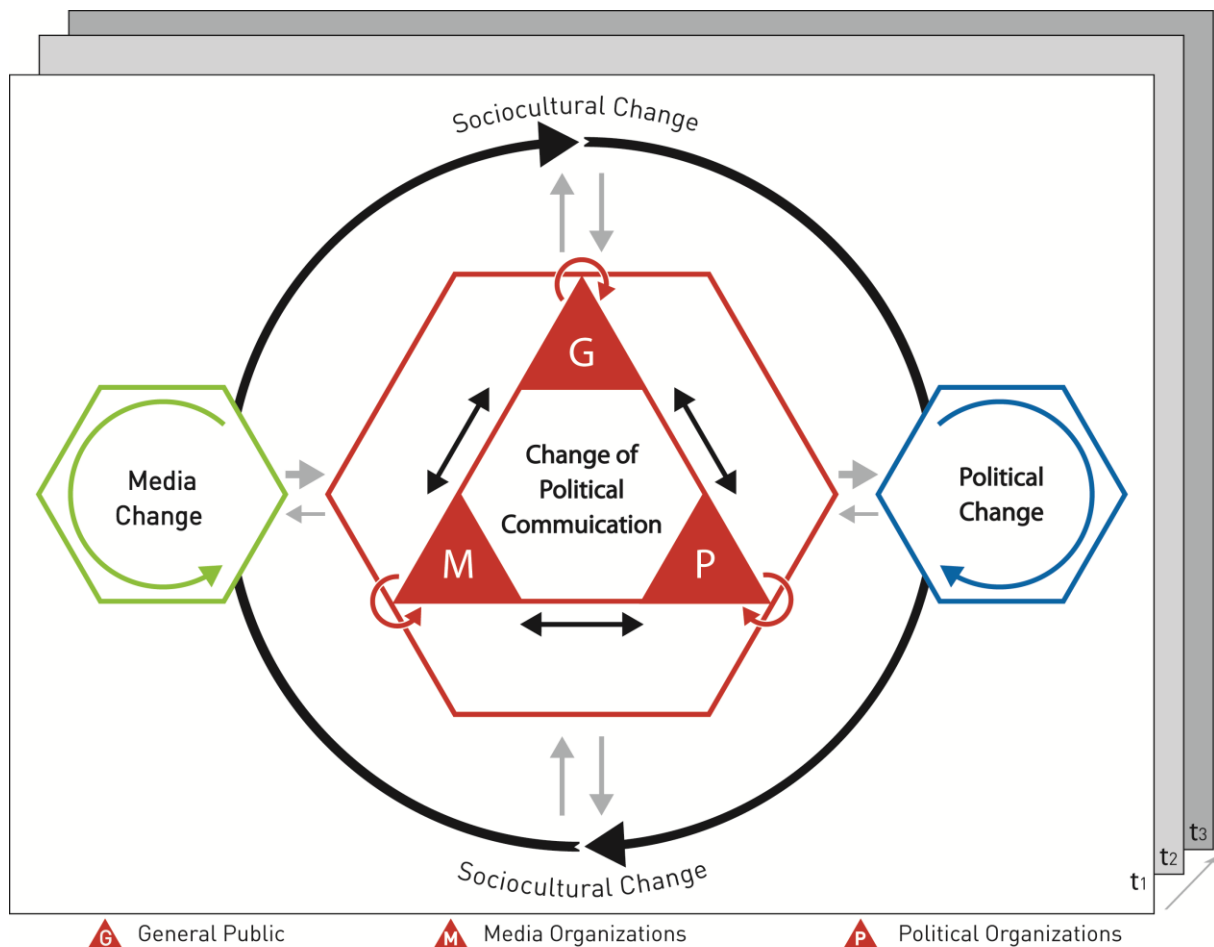 Sociocultural Change
G
Media
Change
Change of
Political
Commuication
Political
Change
M
P
Sociocultural Change
t3
t2
t1
G General Public
M Media Organizations
P Political Organizations